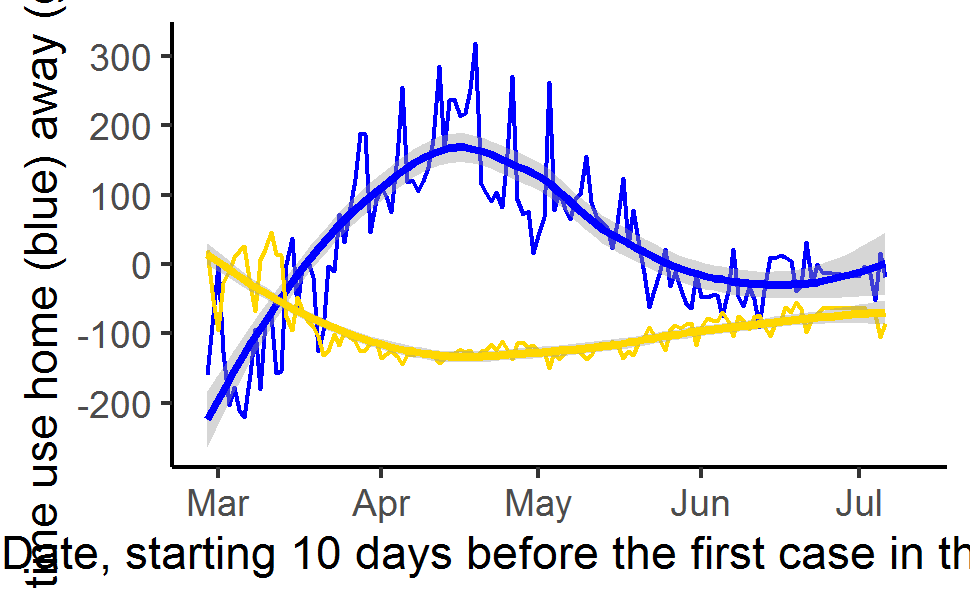 time use home (blue) away (
300
200
100
0
-100
-200
Mar Apr May Jun Jul
Date, starting 10 days before the first case in th